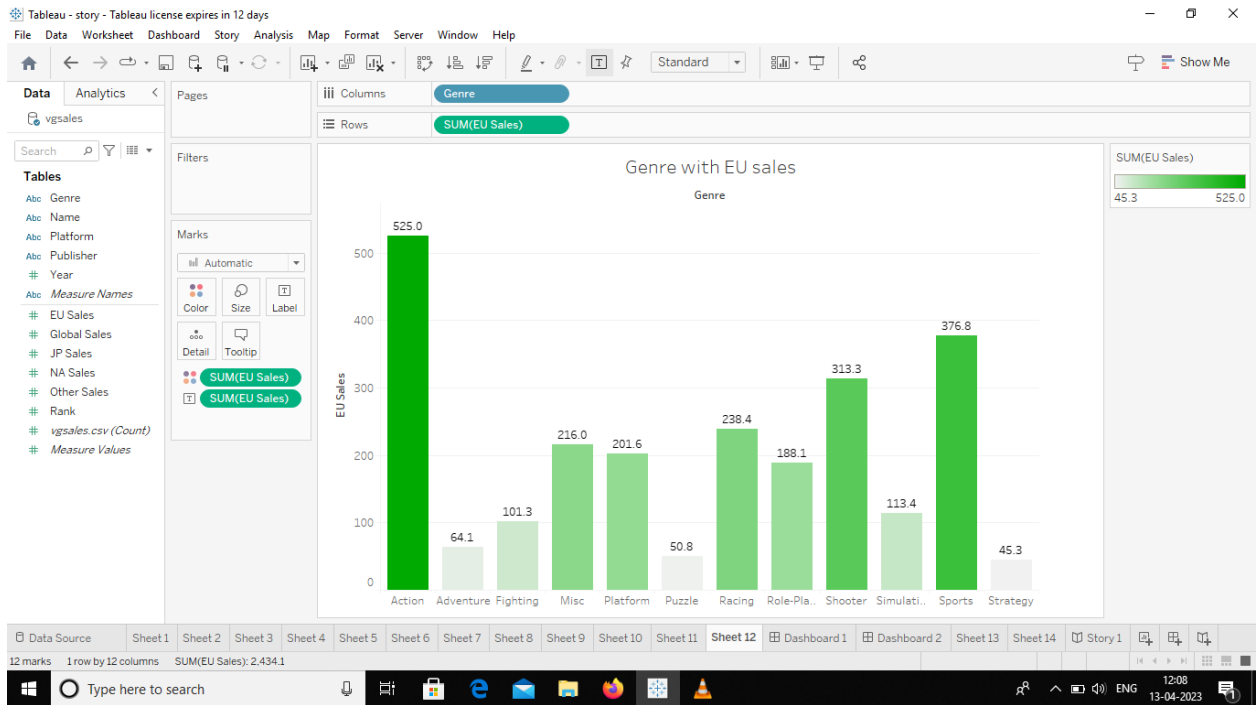 Tableau - story - Tableau license expires in 12 days
File Data Worksheet Dashboard Story Analysis Map Format Server Window Help
Standard
Show Me
Data Analytics
vgsales
Search
Tables
Abc Genre
Abc Name
Abc Platform
Abc Publisher
# Year
Abc Measure Names
# EU Sales
# Global Sales
# JP Sales
# NA Sales
# Other Sales
# Rank
# vgsales.csv (Count)
# Measure Values
Pages
Filters
Marks
Automatic
Color Size Label
Detail Tooltip
SUM(EU Sales)
T SUM(EU Sales)
Columns Genre
Rows SUM(EU Sales)
Genre with EU sales
Genre
EU Sales
500
400
300
200
100
0
525.0
64.1
101.3
216.0
201.6
50.8
238.4
188.1
313.3
113.4
376.8
45.3
Action Adventure Fighting Misc Platform Puzzle Racing Role-Pla.. Shooter Simulati.. Sports Strategy
SUM(EU Sales)
45.3 525.0
Data Source Sheet 1 Sheet 2 Sheet 3 Sheet 4 Sheet 5 Sheet 6 Sheet 7 Sheet 8 Sheet 9 Sheet 10 Sheet 11 Sheet 12 Dashboard 1 Dashboard 2 Sheet 13 Sheet 14 Story 1
12 marks 1 row by 12 columns SUM(EU Sales): 2,434.1
Type here to search
ENG
12:08
13-04-2023
1